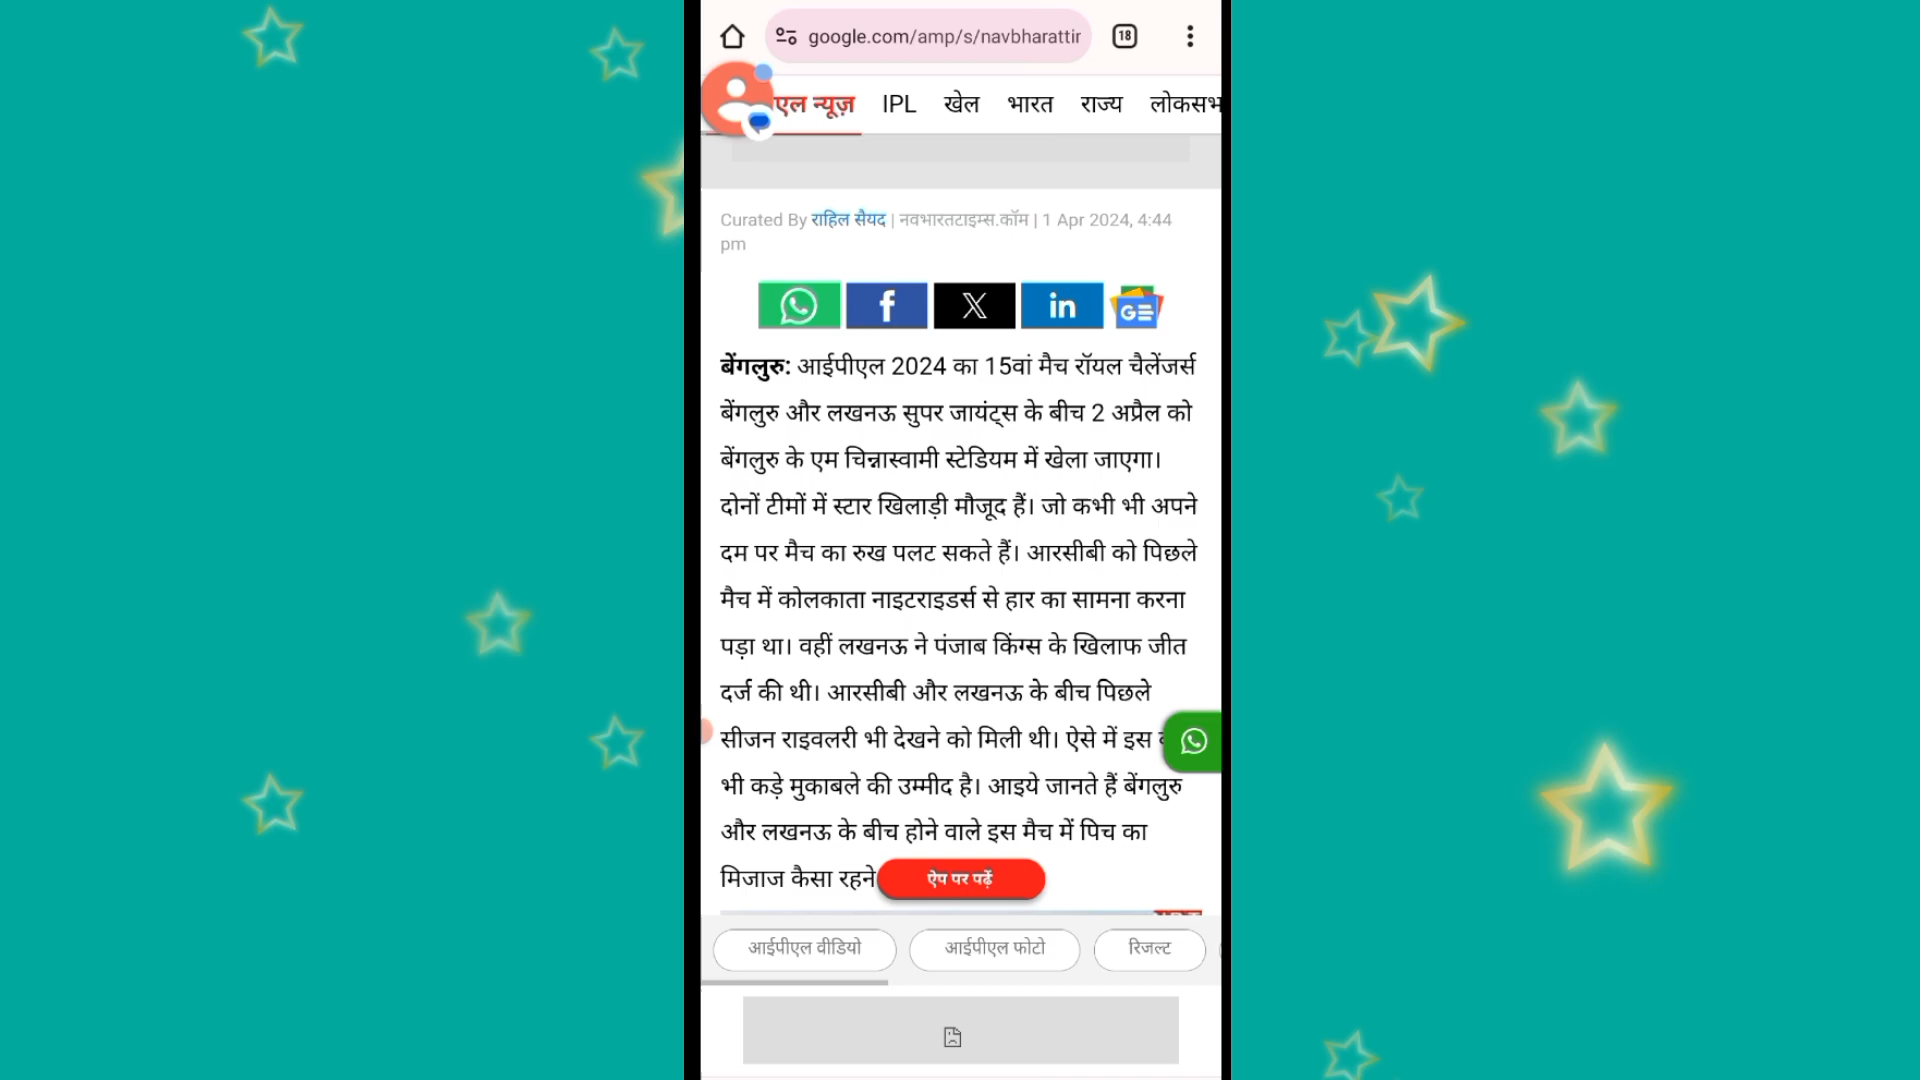 google.com/amp/s/navbharattir
18
एल न्यूज़ IPL खेल भारत राज्य लोकसभ
Curated By राहिल सैयद | नवभारतटाइम्स.कॉम | 1 Apr 2024, 4:44
pm
बेंगलुरु: आईपीएल 2024 का 15वां मैच रॉयल चैलेंजर्स
बेंगलुरु और लखनऊ सुपर जायंट्स के बीच 2 अप्रैल को
बेंगलुरु के एम चिन्नास्वामी स्टेडियम में खेला जाएगा।
दोनों टीमों में स्टार खिलाड़ी मौजूद हैं। जो कभी भी अपने
दम पर मैच का रुख पलट सकते हैं। आरसीबी को पिछले
मैच में कोलकाता नाइटराइडर्स से हार का सामना करना
पड़ा था। वहीं लखनऊ ने पंजाब किंग्स के खिलाफ जीत
दर्ज की थी। आरसीबी और लखनऊ के बीच पिछले
सीजन राइवलरी भी देखने को मिली थी। ऐसे में इस
भी कड़े मुकाबले की उम्मीद है। आइये जानते हैं बेंगलुरु
और लखनऊ के बीच होने वाले इस मैच में पिच का
मिजाज कैसा रहने
ऐप पर पढ़ें
आईपीएल वीडियो आईपीएल फोटो रिजल्ट